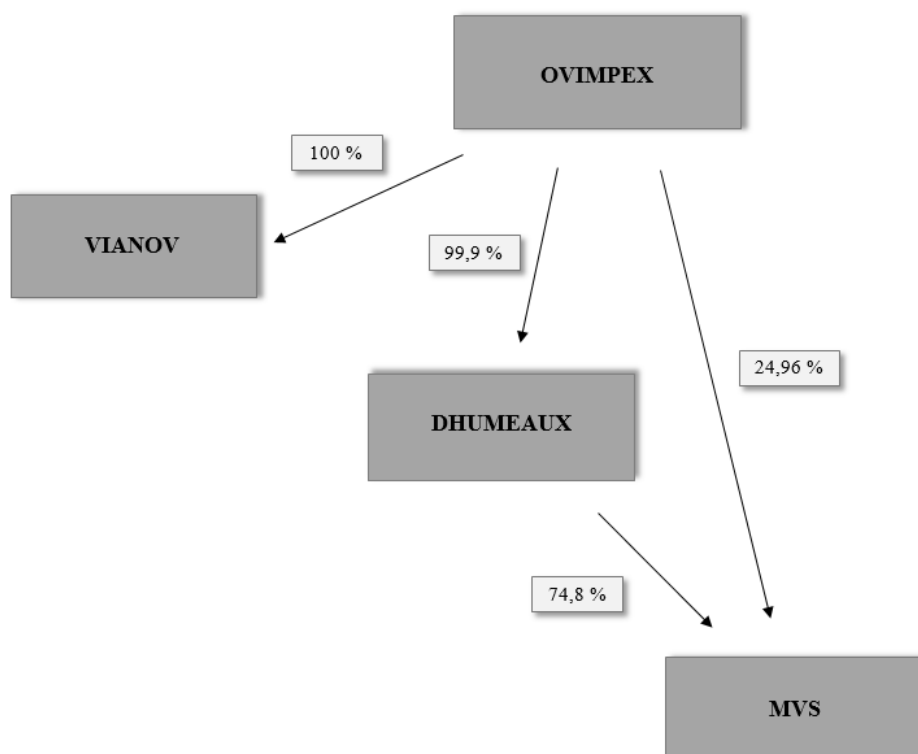 OVIMPEX
100 %
VIANOV
99,9 %
24,96 %
DHUMEAUX
74,8 %
MVS